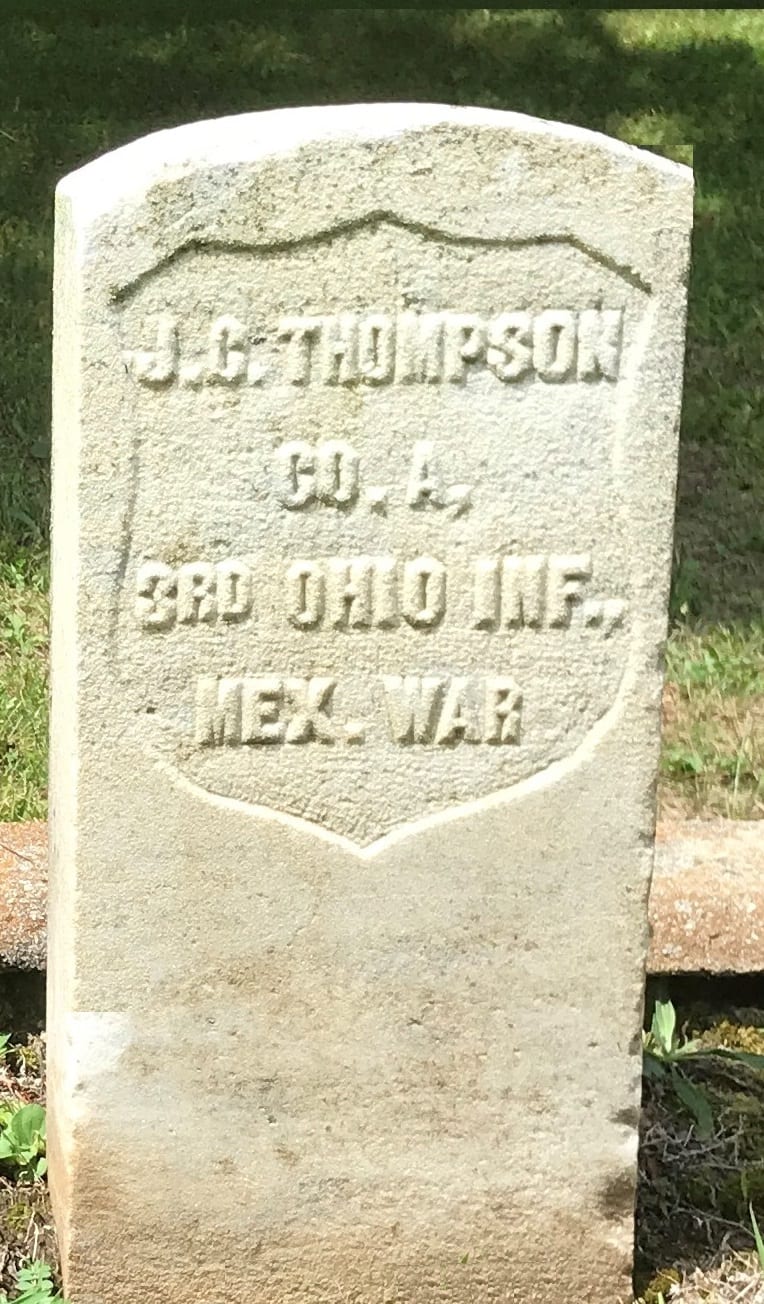 J.C. THOMPSON
CO. A,
3RD OHIO INF.,
MEX. WAR